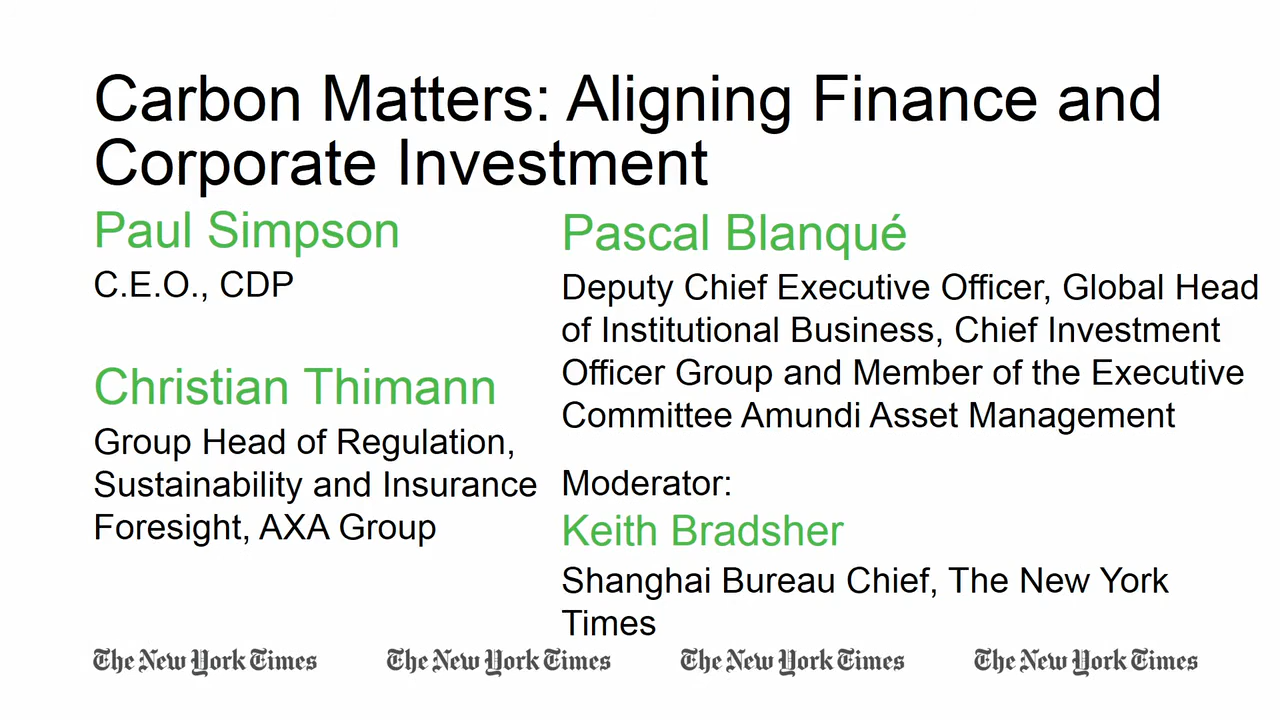 Carbon Matters: Aligning Finance and
Corporate Investment
Paul Simpson
C.E.O., CDP
Christian Thimann
Group Head of Regulation,
Sustainability and Insurance
Foresight, AXA Group
Pascal Blanqué
Deputy Chief Executive Officer, Global Head
of Institutional Business, Chief Investment
Officer Group and Member of the Executive
Committee Amundi Asset Management
Moderator:
Keith Bradsher
Shanghai Bureau Chief, The New York
Times
The New York Times The New York Times The New York Times The New York Times